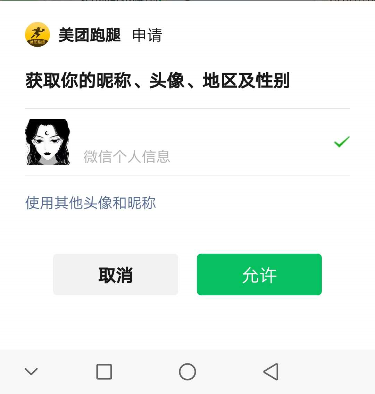 美团跑腿 申请
获取你的昵称、头像、地区及性别
微信个人信息
使用其他头像和昵称
取消 允许